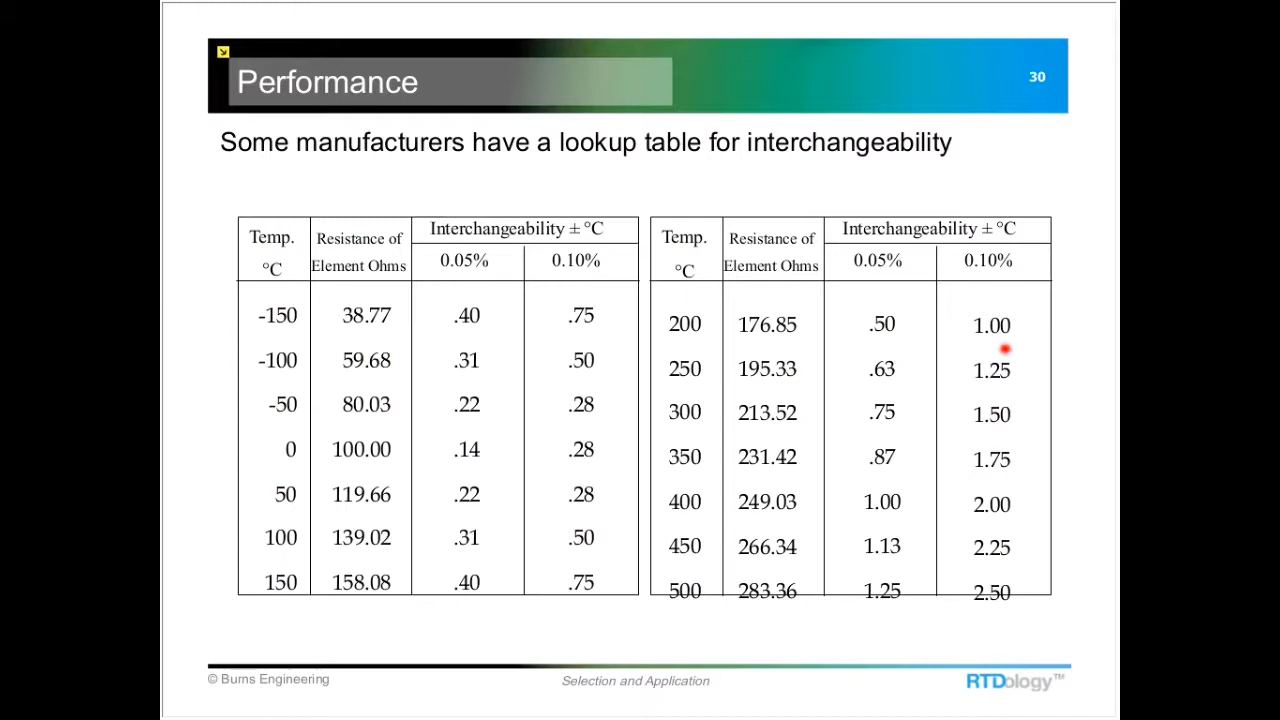 Performance
30
Some manufacturers have a lookup table for interchangeability
Temp. °C Resistance of Element Ohms Interchangeability ± °C
0.05% 0.10%
-150 38.77 .40 .75
-100 59.68 .31 .50
-50 80.03 .22 .28
0 100.00 .14 .28
50 119.66 .22 .28
100 139.02 .31 .50
150 158.08 .40 .75
Temp. °C Resistance of Element Ohms Interchangeability ± °C
0.05% 0.10%
200 176.85 .50 1.00
250 195.33 .63 1.25
300 213.52 .75 1.50
350 231.42 .87 1.75
400 249.03 1.00 2.00
450 266.34 1.13 2.25
500 283.36 1.25 2.50
© Burns Engineering
Selection and Application
RTDology™